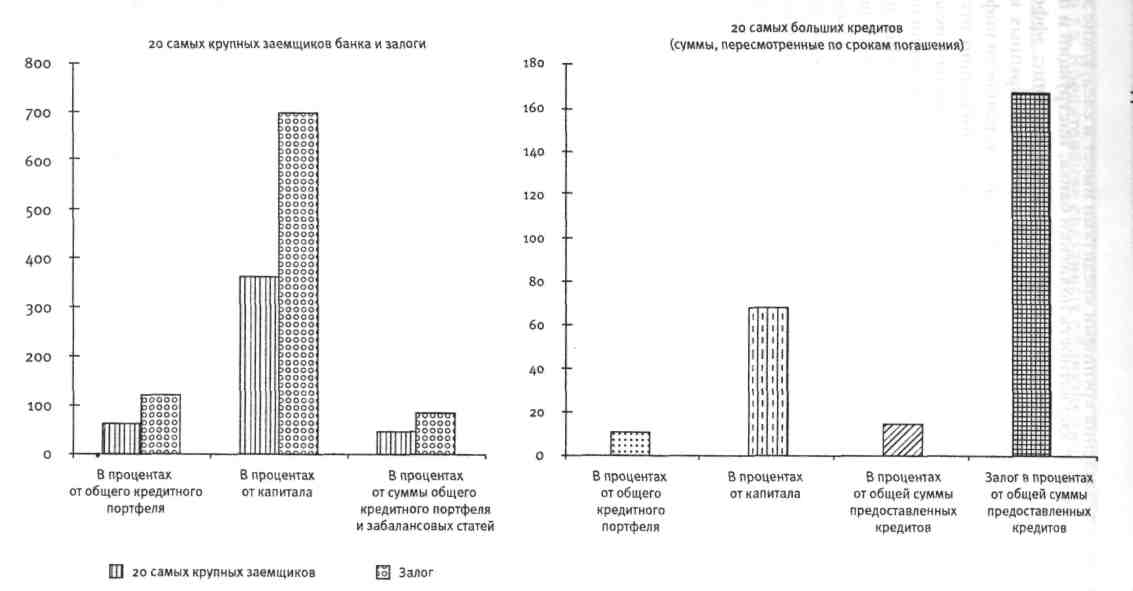 20 самых крупных заемщиков банка и залоги
800
700
600
500
400
300
200
100
0
В процентах
от общего кредитного
портфеля
В процентах
от капитала
В процентах
от суммы общего
кредитного портфеля
и забалансовых статей
20 самых крупных заемщиков
Залог
20 самых больших кредитов
(суммы, пересмотренные по срокам погашения)
180
160
140
120
100
80
60
40
20
0
В процентах
от общего
кредитного
портфеля
В процентах
от капитала
В процентах
от общей суммы
предоставленных
кредитов
Залог в процентах
от общей суммы
предоставленных
кредитов